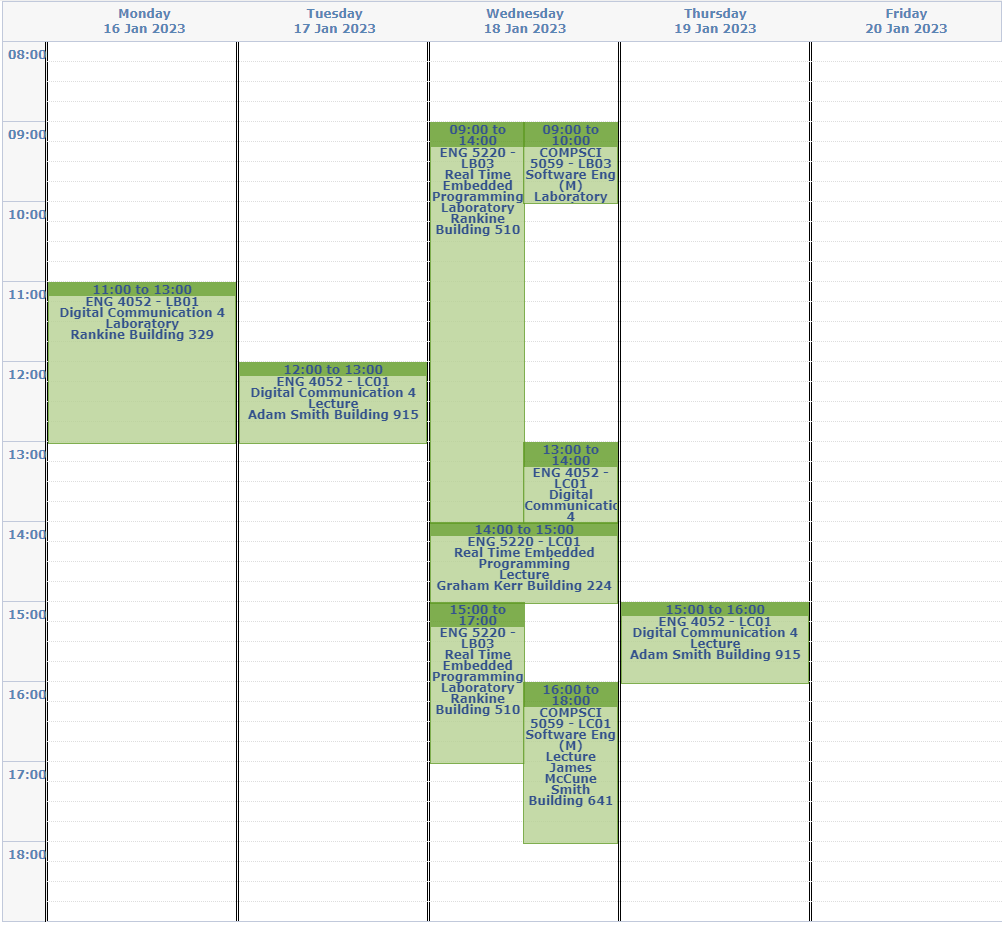 Monday
16 Jan 2023
Tuesday
17 Jan 2023
Wednesday
18 Jan 2023
Thursday
19 Jan 2023
Friday
20 Jan 2023
08:00
09:00
10:00
11:00
12:00
13:00
14:00
15:00
16:00
17:00
18:00
11:00 to 13:00
ENG 4052 - LB01
Digital Communication 4
Laboratory
Rankine Building 329
12:00 to 13:00
ENG 4052 - LC01
Digital Communication 4
Lecture
Adam Smith Building 915
09:00 to
14:00
ENG 5220 -
LB03
Real Time
Embedded
Programming
Laboratory
Rankine
Building 510
09:00 to
10:00
COMPSCI
5059 - LB03
Software Eng
(M)
Laboratory
13:00 to
14:00
ENG 4052 -
LC01
Digital
Communicatic
4
14:00 to 15:00
ENG 5220 - LC01
Real Time Embedded
Programming
Lecture
Graham Kerr Building 224
15:00 to
17:00
ENG 5220 -
LB03
Real Time
Embedded
Programming
Laboratory
Rankine
Building 510
16:00 to
18:00
COMPSCI
5059 - LC01
Software Eng
(M)
Lecture
James
McCune
Smith
Building 641
15:00 to 16:00
ENG 4052 - LC01
Digital Communication 4
Lecture
Adam Smith Building 915